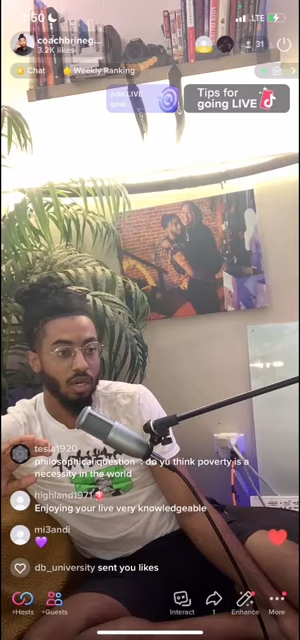 :50
LTE
coachbrineg...
3.2K likes
31
Chat
Weekly Ranking
Add LIVE
goal
Tips for
going LIVE
tesla1920
philosophical question : do yu think poverty is a
necessity in the world
highland1971
Enjoying your live very knowledgeable
mi3andi
db_university sent you likes
+Hosts
+Guests
Interact
1
Enhance
More